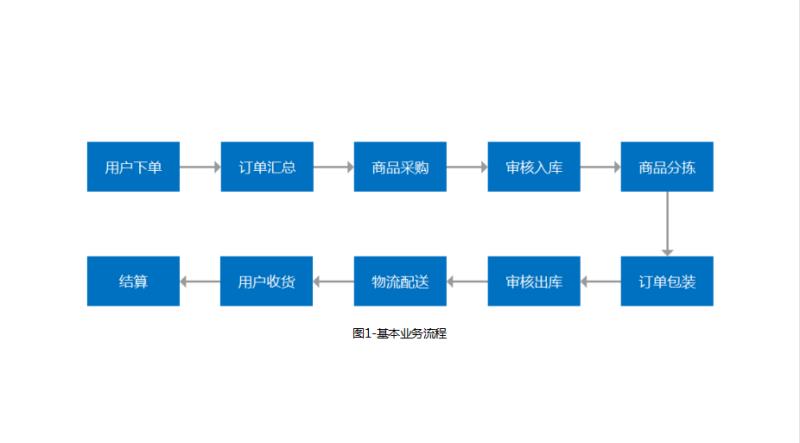 用户下单
订单汇总
商品采购
审核入库
商品分拣
订单包装
审核出库
物流配送
用户收货
结算
图1-基本业务流程